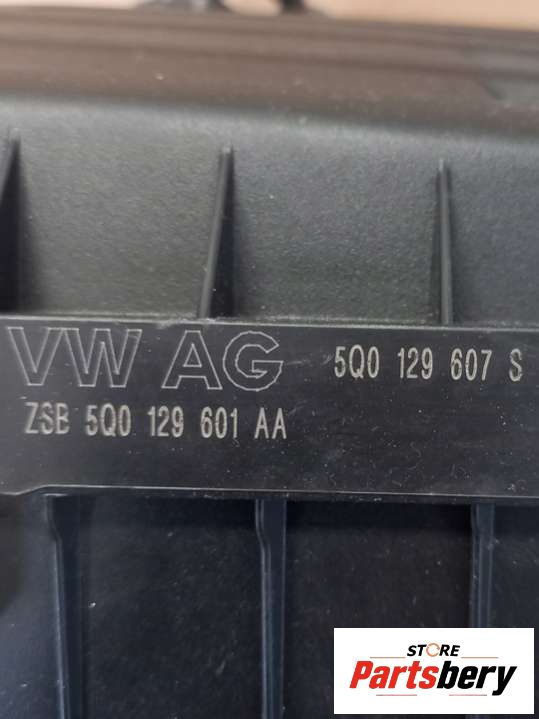 VW AG 5Q0 129 607 S
ZSB 5Q0 129 601 AA
STORE
Partsbery